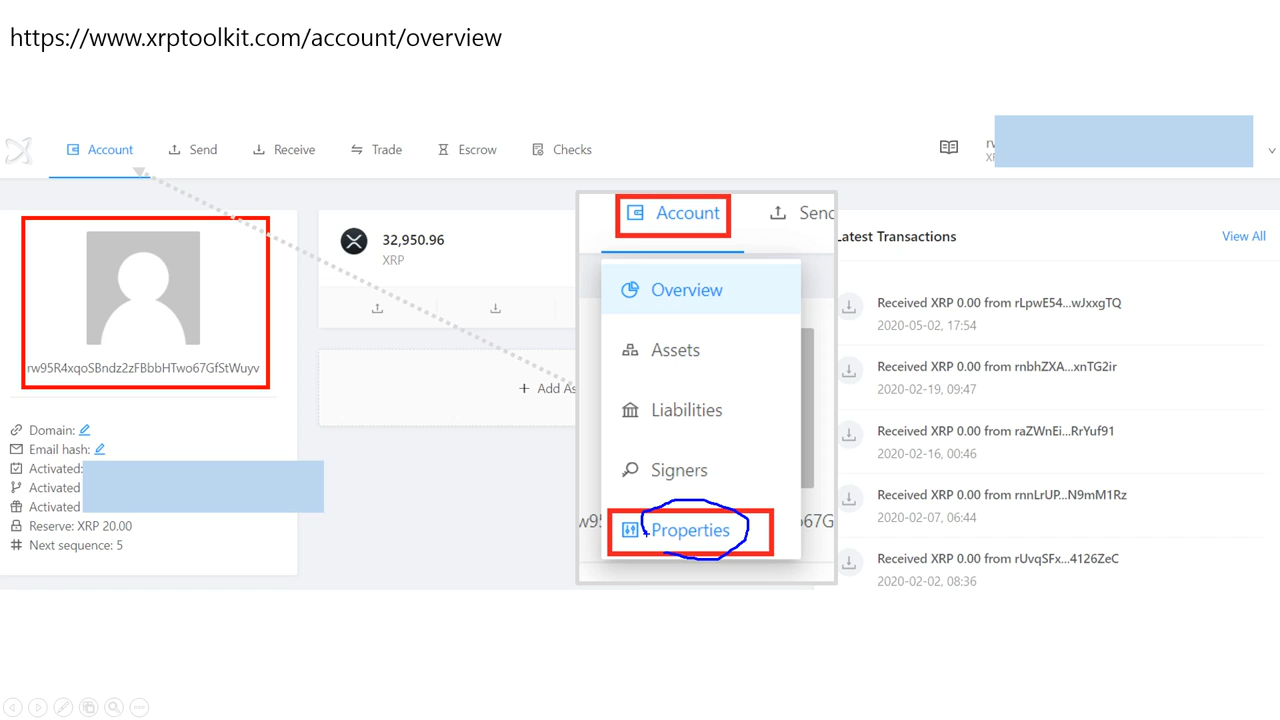 https://www.xrptoolkit.com/account/overview
Account
Send
Receive
Trade
Escrow
Checks
rw95R4xqoSBndz2zFBbbHTwo67GfStWuyv
Domain:
Email hash:
Activated:
Activated
Activated
Reserve: XRP 20.00
Next sequence: 5
32,950.96
XRP
+ Add As
Account
Send
Overview
Assets
Liabilities
Signers
Properties
Latest Transactions
View All
Received XRP 0.00 from rLpwE54...wJxxgTQ
2020-05-02, 17:54
Received XRP 0.00 from rnbhZXA...xnTG2ir
2020-02-19, 09:47
Received XRP 0.00 from raZWnEi...RrYuf91
2020-02-16, 00:46
Received XRP 0.00 from rnnLrUP...N9mM1Rz
2020-02-07, 06:44
Received XRP 0.00 from rUvqSFx...4126ZeC
2020-02-02, 08:36